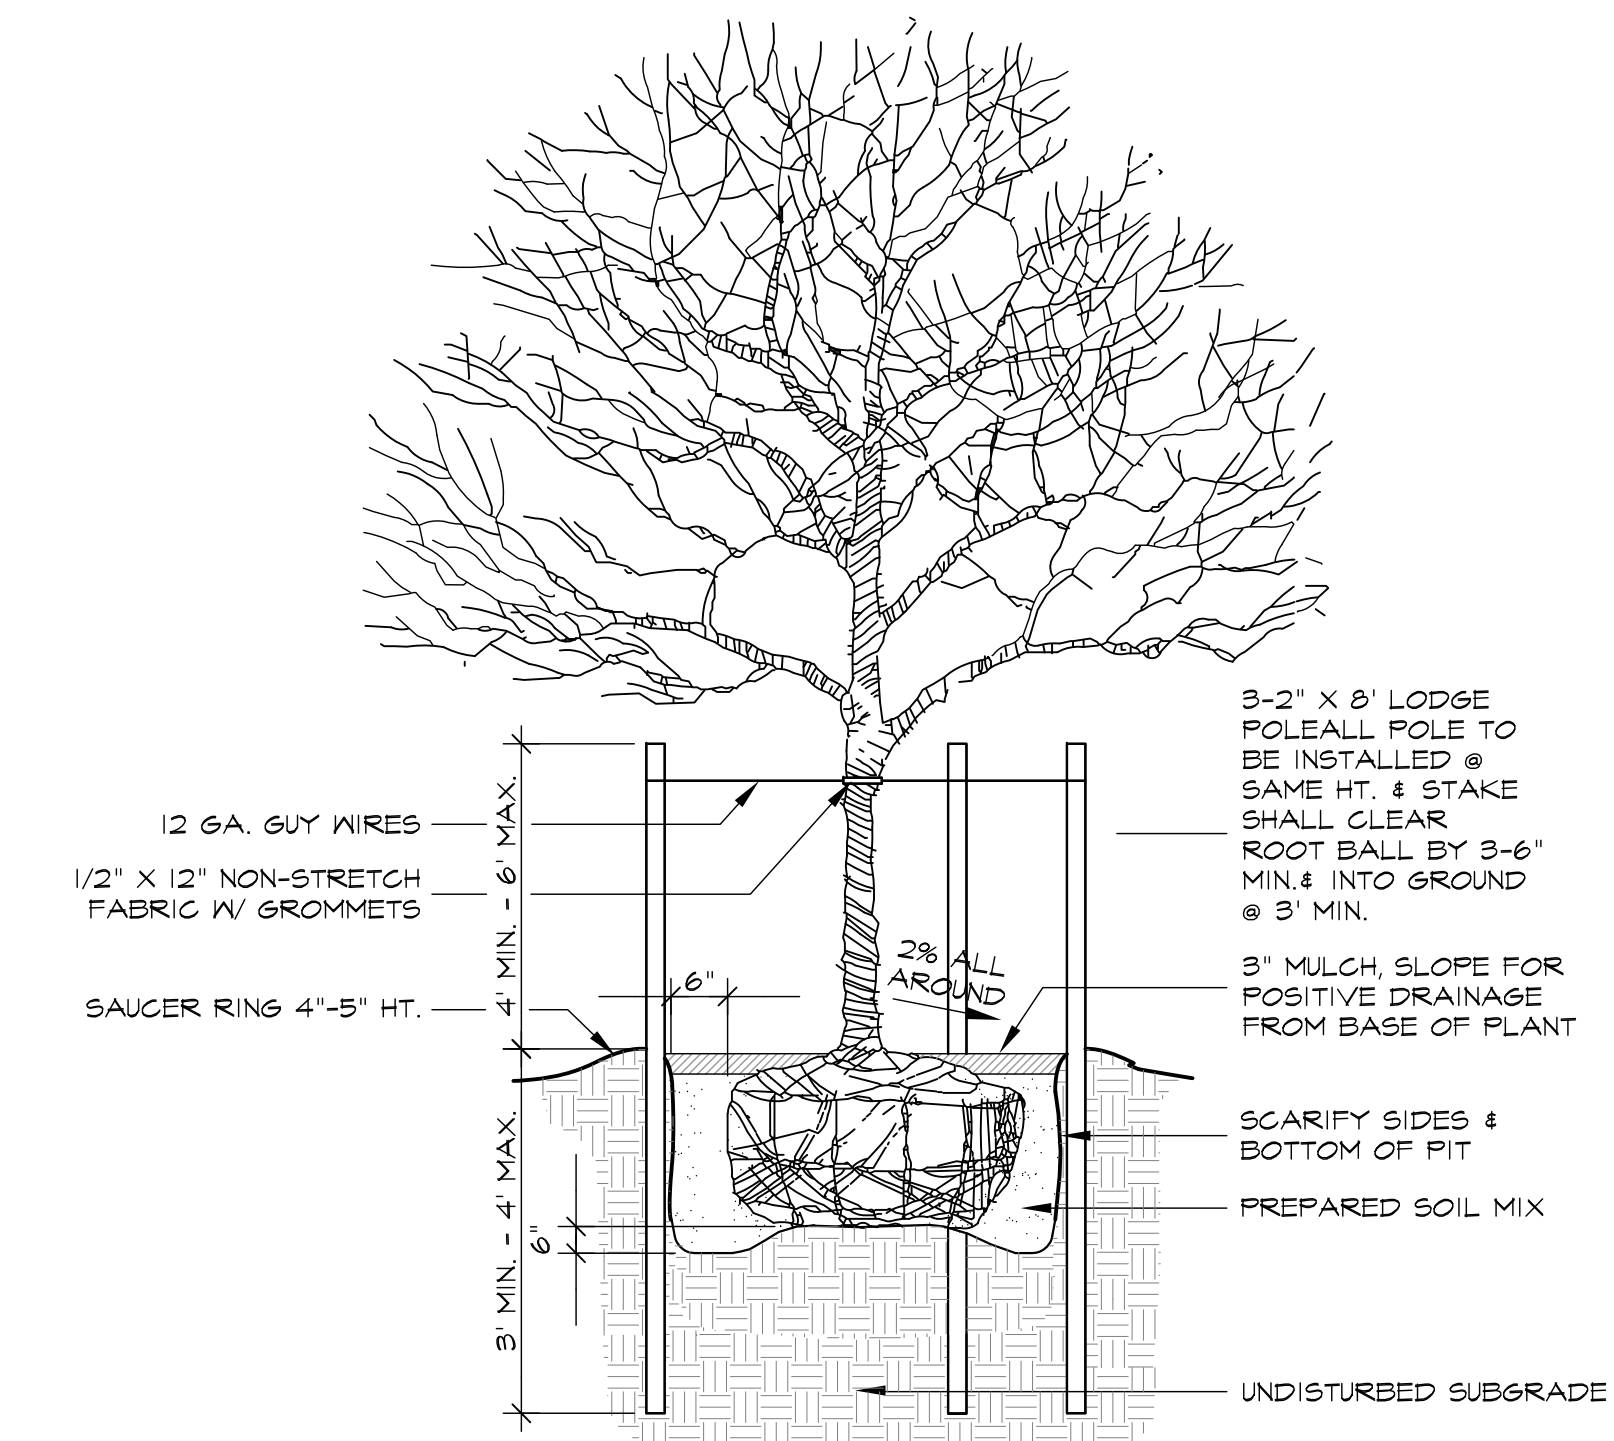 3-2" X 8' LODGE
POLEALL POLE TO
BE INSTALLED @
SAME HT. & STAKE
SHALL CLEAR
ROOT BALL BY 3-6"
MIN.& INTO GROUND
@ 3' MIN.
12 GA. GUY WIRES
1/2" X 12" NON-STRETCH
FABRIC W/ GROMMETS
4' MIN. - 6' MAX.
2% ALL
AROUND
6"
SAUCER RING 4"-5" HT.
3" MULCH, SLOPE FOR
POSITIVE DRAINAGE
FROM BASE OF PLANT
SCARIFY SIDES &
BOTTOM OF PIT
PREPARED SOIL MIX
3' MIN. - 4' MAX.
6"
UNDISTURBED SUBGRADE